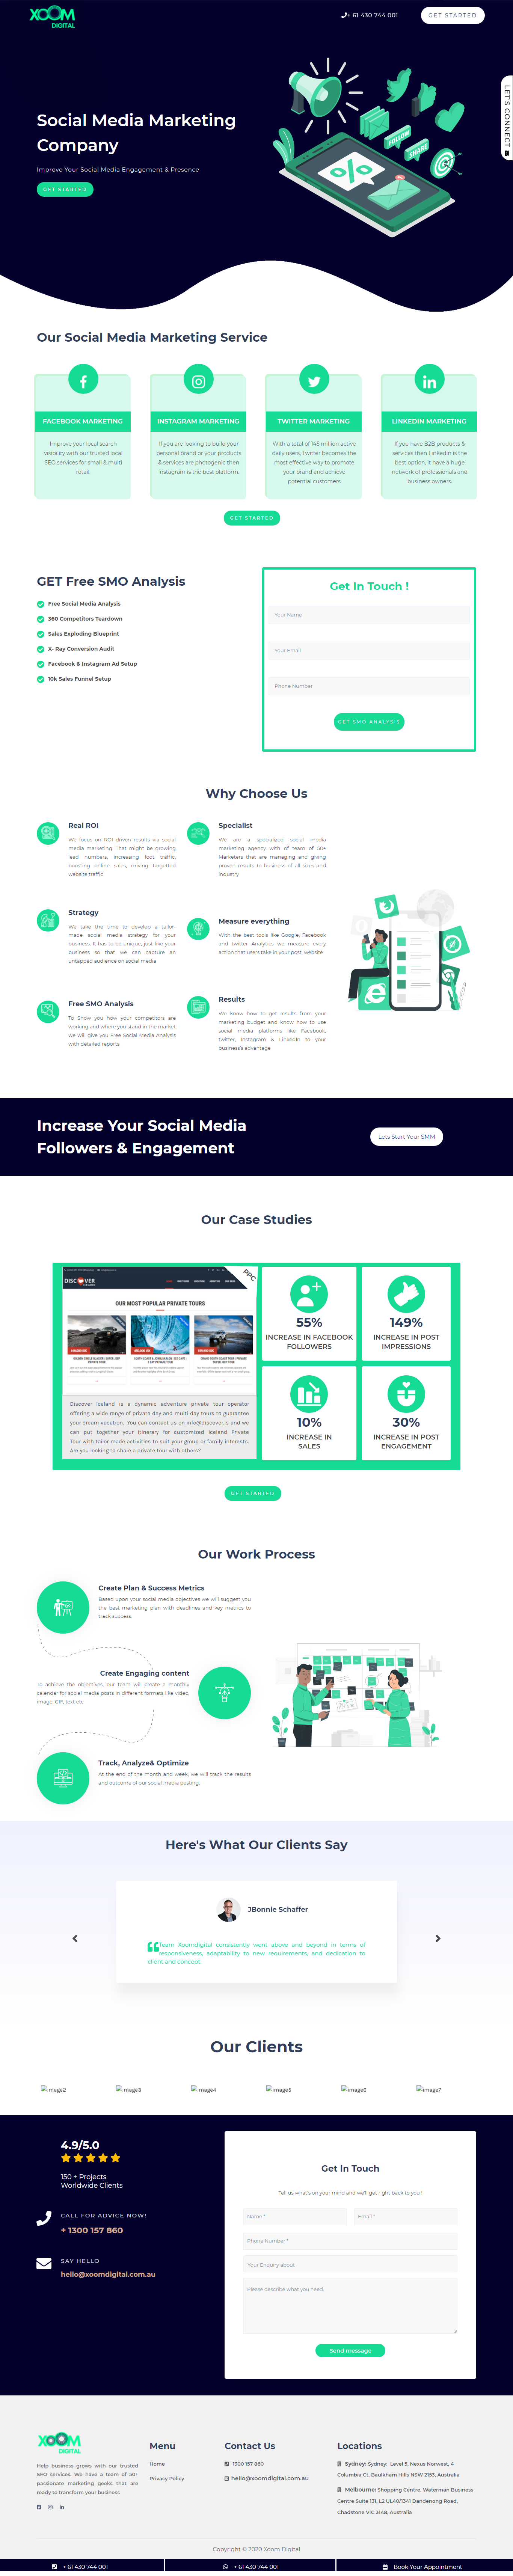 XOOM
DIGITAL
+ 61 430 744 001
GET STARTED
LET'S CONNECT
Social Media Marketing
Company
Improve Your Social Media Engagement & Presence
GET STARTED
FOLLOW
SHARE
Our Social Media Marketing Service
FACEBOOK MARKETING
Improve your local search
visibility with our trusted local
SEO services for small & multi
retail.
INSTAGRAM MARKETING
If you are looking to build your
personal brand or your products
& services are photogenic then
Instagram is the best platform.
TWITTER MARKETING
With a total of 145 million active
daily users, Twitter becomes the
most effective way to promote
your brand and achieve
potential customers.
LINKEDIN MARKETING
If you have B2B products &
services then LinkedIn is the
best option, it have a huge
network of professionals and
business owners.
GET STARTED
GET Free SMO Analysis
Free Social Media Analysis
360 Competitors Teardown
Sales Exploding Blueprint
X- Ray Conversion Audit
Facebook & Instagram Ad Setup
10k Sales Funnel Setup
Get In Touch !
Your Name
Your Email
Phone Number
GET SMO ANALYSIS
Why Choose Us
Real ROI
We focus on ROI driven results via social
media marketing. That might be growing
lead numbers, increasing foot traffic,
boosting online sales, driving targetted
website traffic
Specialist
We are a specialized social media
marketing agency with of team of 50+
Marketers that are managing and giving
proven results to business of all sizes and
industry.
Strategy
We take the time to develop a tailor-
made social media strategy for your
business. It has to be unique, just like your
business so that we can capture an
untapped audience on social media
Measure everything
With the best tools like Google, Facebook
and twitter Analytics we measure every
action that users take in your post, website
Free SMO Analysis
To Show you how your competitors are
working and where you stand in the market
we will give you Free Social Media Analysis
with detailed reports.
Results
We know how to get results from your
marketing budget and know how to use
social media platforms like Facebook,
twitter, Instagram & LinkedIn to your
business's advantage.
Increase Your Social Media
Followers & Engagement
Lets Start Your SMM
Our Case Studies
DISCOVER
PPC
OUR MOST POPULAR PRIVATE TOURS
Discover Iceland is a dynamic adventure private tour operator
offering a wide range of private day and multi day tours to guarantee
your dream vacation. You can contact us on info@discover.is and we
can put together your itinesry for customized Iceland Private
Tour with tailor made activities to suit your group or family interests.
Are you looking to share a private tour with others?
55%
INCREASE IN FACEBOOK
FOLLOWERS
149%
INCREASE IN POST
IMPRESSIONS
10%
INCREASE IN
SALES
30%
INCREASE IN POST
ENGAGEMENT
GET STARTED
Our Work Process
Create Plan & Success Metrics
Based upon your social media objectives we will suggest you
the best marketing plan with deadlines and key metrics to
track success.
Create Engaging content
To achieve the objectives, our team will create a monthly
calendar for social media posts in different formats like video,
image, GIF, text etc.
Track, Analyze& Optimize
At the end of the month and week, we will track the results
and outcome of our social media posting,
Here's What Our Clients Say
JBonnie Schaffer
Team Xoomdigital consistently went above and beyond in terms of
responsiveness, adaptability to new requirements, and dedication to
client and concept.
Our Clients
image2
image3
image4
image5
image6
image7
4.9/5.0
150 + Projects
Worldwide Clients
CALL FOR ADVICE NOW!
+ 1300 157 860
SAY HELLO
hello@xoomdigital.com.au
Get In Touch
Tell us what's on your mind and we'll get right back to you !
Name *
Email *
Phone Number *
Your Enquiry about
Please describe what you need.
Send message
XOOM
DIGITAL
Help business grows with our trusted
SEO services. We have a team of 50+
passionate marketing geeks that are
ready to transform your business
Menu
Home
Privacy Policy
Contact Us
1300 157 860
hello@xoomdigital.com.au
Locations
Sydney: Sydney: Level 5, Nexus Norwest, 4
Columbia Ct, Baulkham Hills NSW 2153, Australia
Melbourne: Shopping Centre, Waterman Business
Centre Suite 131, L2 UL40/1341 Dandenong Road,
Chadstone VIC 3148, Australia
Copyright © 2020 Xoom Digital
+ 61 430 744 001
+ 61 430 744 001
Book Your Appointment